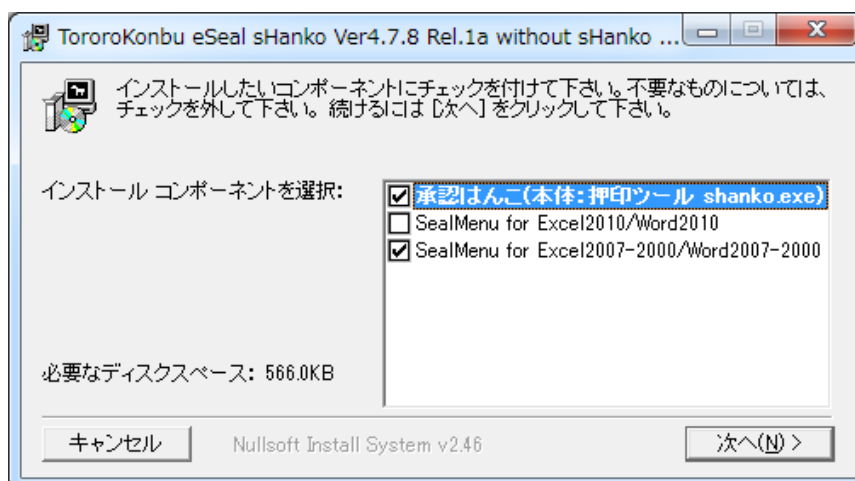 TororoKonbu eSeal sHanko Ver4.7.8 Rel.1a without sHanko ...
インストールしたいコンポーネントにチェックを付けて下さい。不要なものについては、
チェックを外して下さい。続けるには [次へ] をクリックして下さい。
インストール コンポーネントを選択:
承認はんこ(本体:押印ツール shanko.exe)
SealMenu for Excel2010/Word2010
SealMenu for Excel2007-2000/Word2007-2000
必要なディスクスペース: 566.0KB
キャンセル
Nullsoft Install System v2.46
次へ(N) >